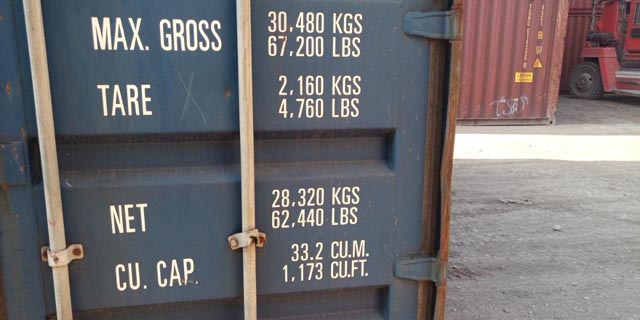 MAX. GROSS 30,480 KGS
67,200 LBS
TARE 2,160 KGS
4,760 LBS
NET 28,320 KGS
62,440 LBS
CU. CAP. 33.2 CU.M.
1,173 CU.FT.